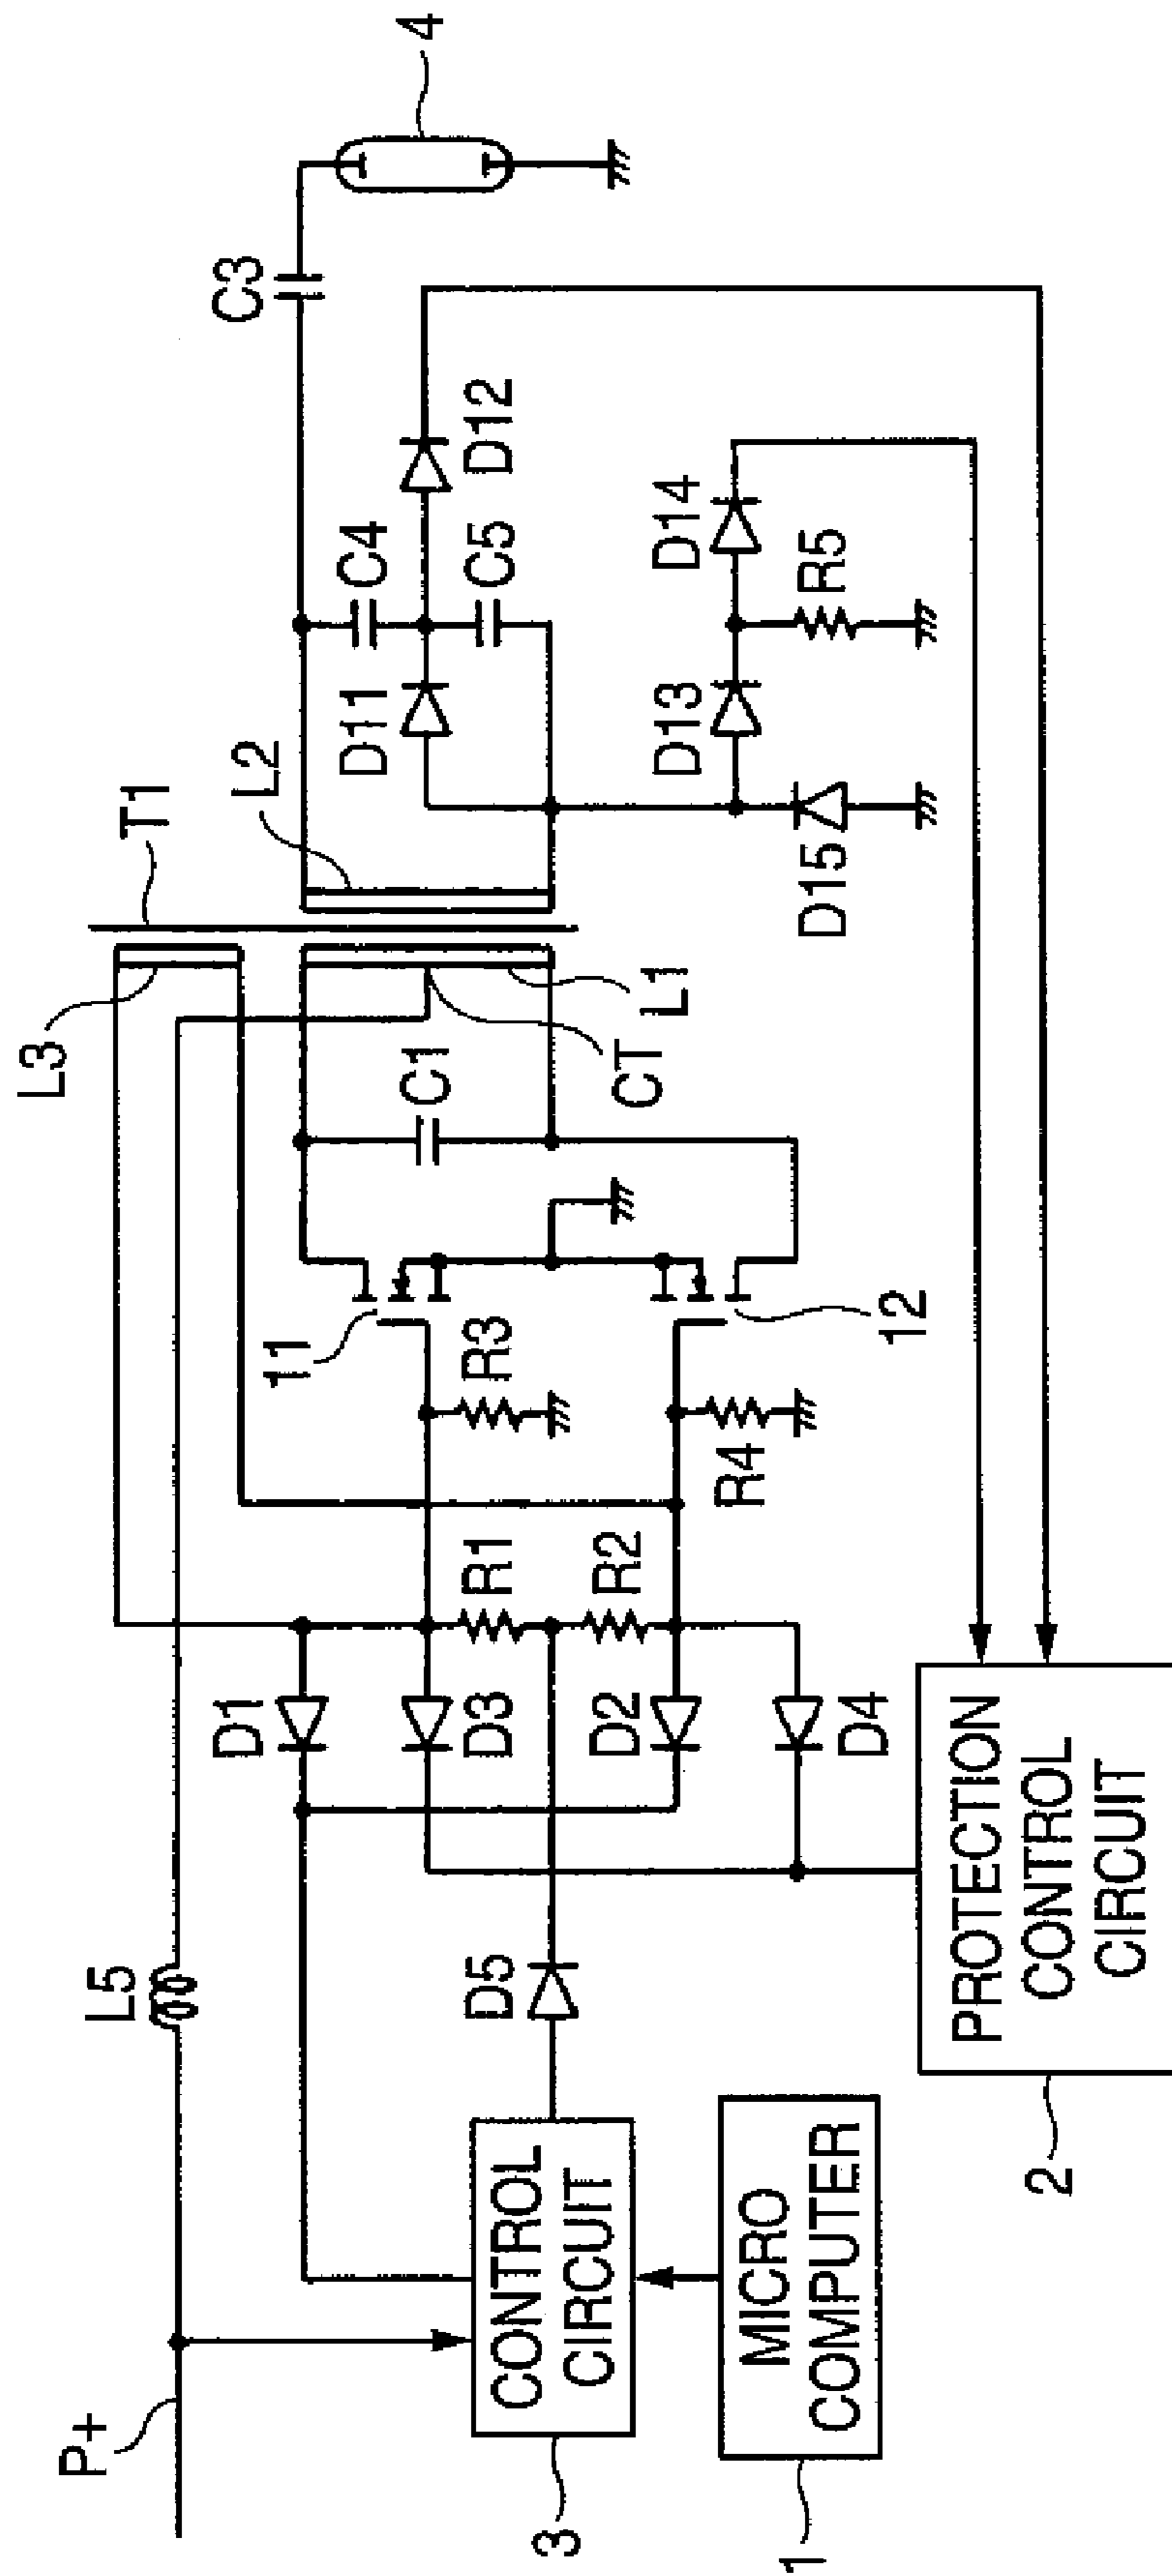 P+
L5
L3
T1
L2
C3
4
D1
D3
R1
R3
11
C1
CT
L1
D11
C4
C5
D12
3
CONTROL
CIRCUIT
D5
D2
R2
R4
12
D13
D14
D15
R5
1
MICRO
COMPUTER
D4
2
PROTECTION
CONTROL
CIRCUIT